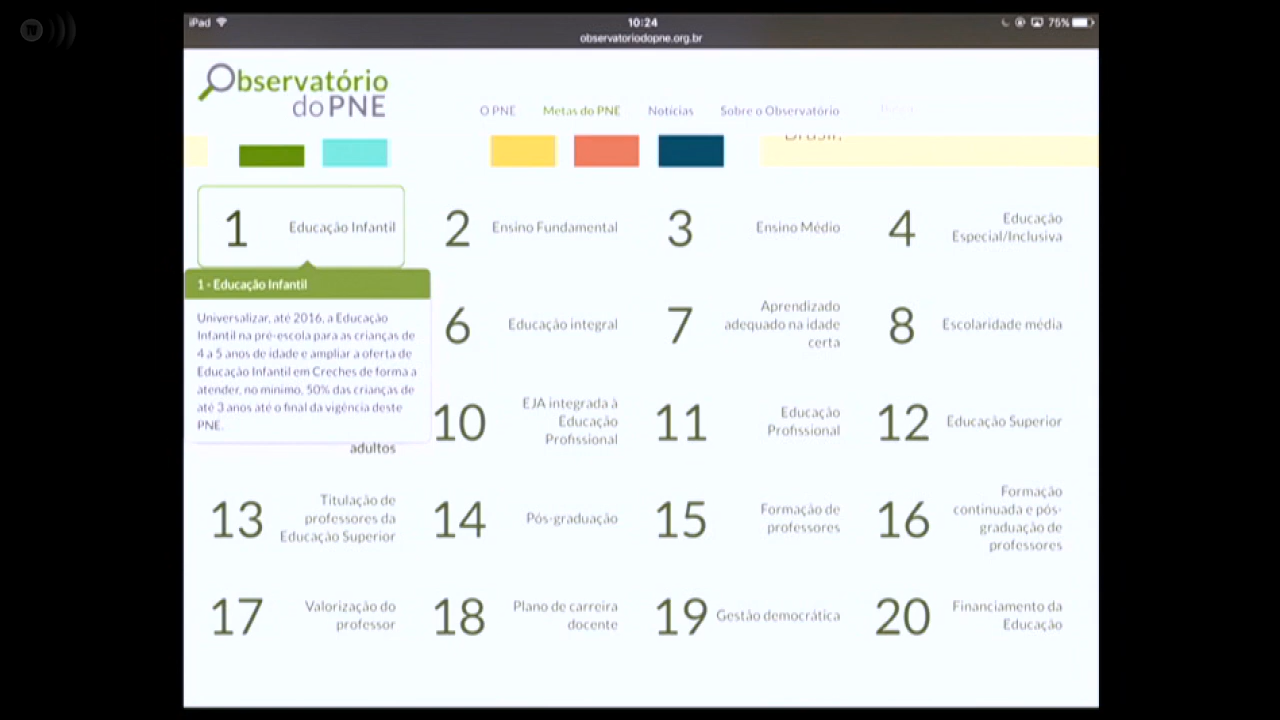 iPad
10:24
75%
observatoriodopne.org.br
Observatório
do PNE
O PNE
Metas do PNE
Notícias
Sobre o Observatório
Brasil.
1
Educação Infantil
2
Ensino Fundamental
3
Ensino Médio
4
Educação
Especial/Inclusiva
1 - Educação Infantil
Universalizar, até 2016, a Educação
Infantil na pré-escola para as crianças de
4 a 5 anos de idade e ampliar a oferta de
Educação Infantil em Creches de forma a
atender, no mínimo, 50% das crianças de
até 3 anos até o final da vigência deste
PNE.
adultos
6
Educação integral
7
Aprendizado
adequado na idade
certa
8
Escolaridade média
10
EJA integrada à
Educação
Profissional
11
Educação
Profissional
12
Educação Superior
13
Titulação de
professores da
Educação Superior
14
Pós-graduação
15
Formação de
professores
16
Formação
continuada e pós-
graduação de
professores
17
Valorização do
professor
18
Plano de carreira
docente
19
Gestão democrática
20
Financiamento da
Educação